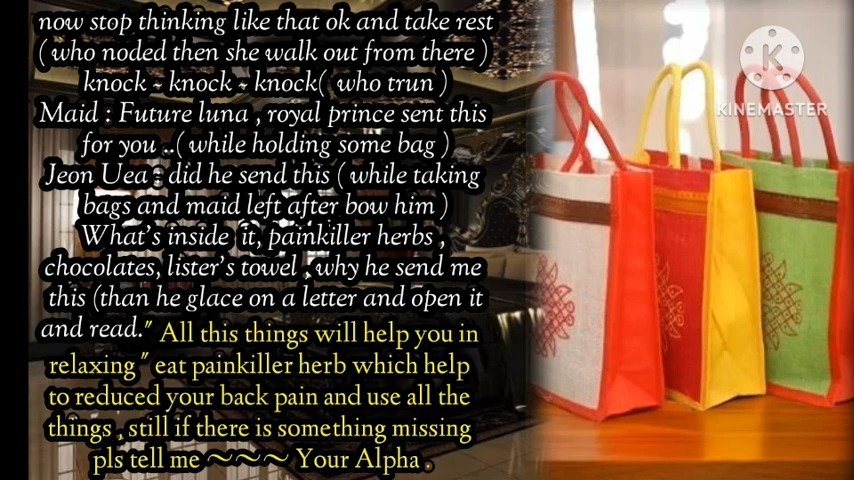 now stop thinking like that ok and take rest
( who noded then she walk out from there )
knock ~ knock ~ knock( who trun )
Maid : Future luna , royal prince sent this
for you ..( while holding some bag )
Jeon Uea : did he send this ( while taking
bags and maid left after bow him )
What's inside it, painkiller herbs ,
chocolates, lister's towel , why he send me
this (than he glace on a letter and open it
and read." All this things will help you in
relaxing " eat painkiller herb which help
to reduced your back pain and use all the
things , still if there is something missing
pls tell me ~~~ Your Alpha .
K
KINEMASTER